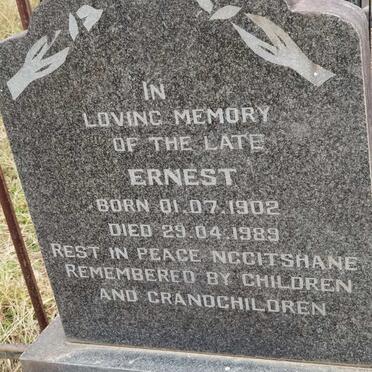 IN
LOVING MEMORY
OF THE LATE
ERNEST
BORN 01.07.1902
DIED 29.04.1989
REST IN PEACE NGCITSHANE
REMEMBERED BY CHILDREN
AND GRANDCHILDREN